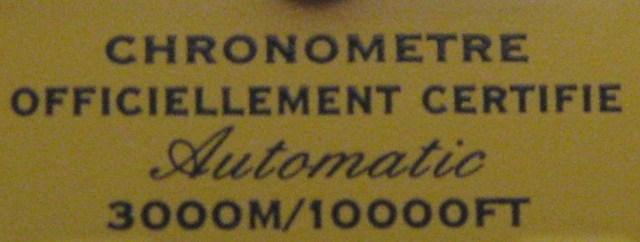 CHRONOMETRE
OFFICIELLEMENT CERTIFIE
Automatic
3000M/10000FT